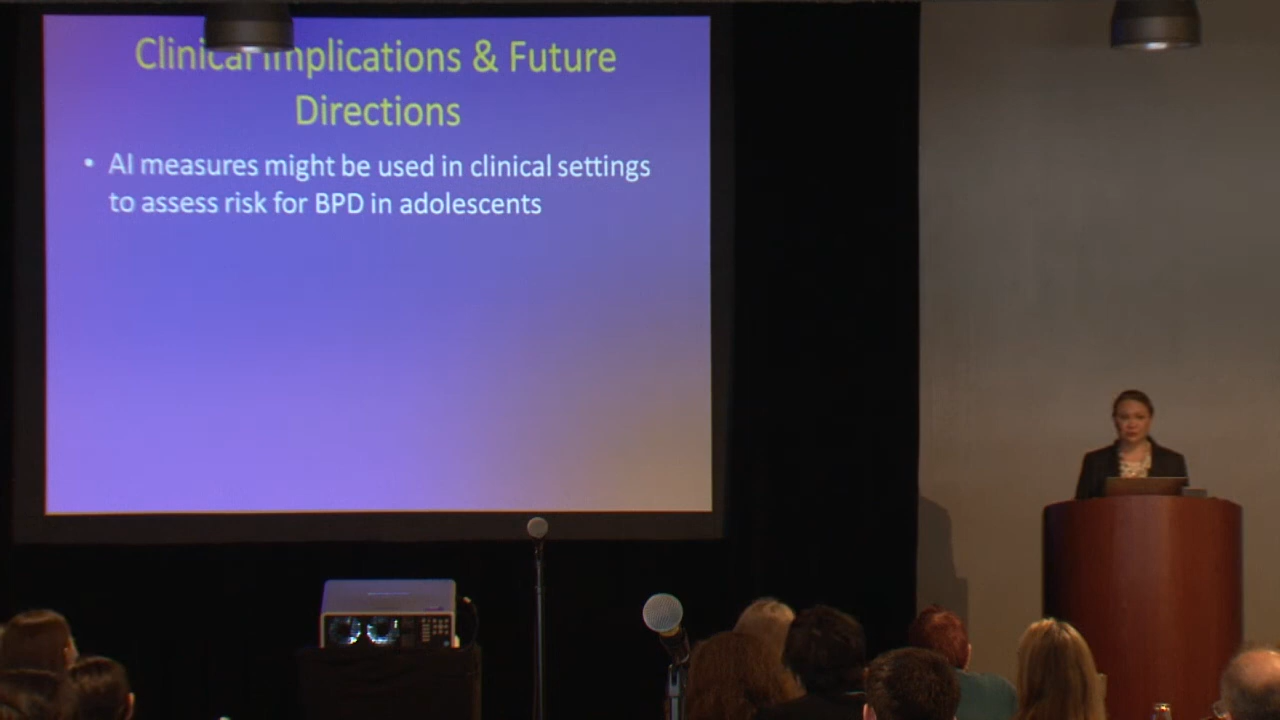 Clinical Implications & Future
Directions
• AI measures might be used in clinical settings
to assess risk for BPD in adolescents